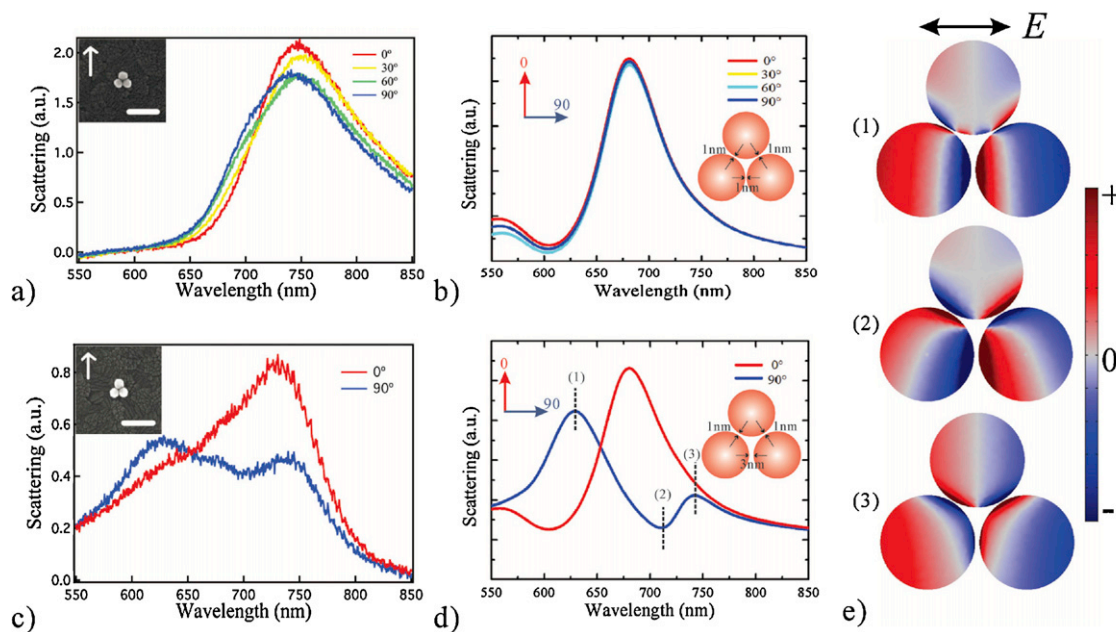 2.0
1.5
1.0
0.5
0.0
Scattering (a.u.)
0°
30°
60°
90°
550 600 650 700 750 800 850
Wavelength (nm)
a)
Scattering (a.u.)
0
90
0°
30°
60°
90°
1nm 1nm
1nm
550 600 650 700 750 800 850
Wavelength (nm)
b)
0.8
0.6
0.4
0.2
0.0
Scattering (a.u.)
0°
90°
550 600 650 700 750 800 850
Wavelength (nm)
c)
Scattering (a.u.)
0
90
(1)
(2)
(3)
0°
90°
1nm 1nm
3nm
550 600 650 700 750 800 850
Wavelength (nm)
d)
E
(1)
(2)
(3)
+
0
-
e)